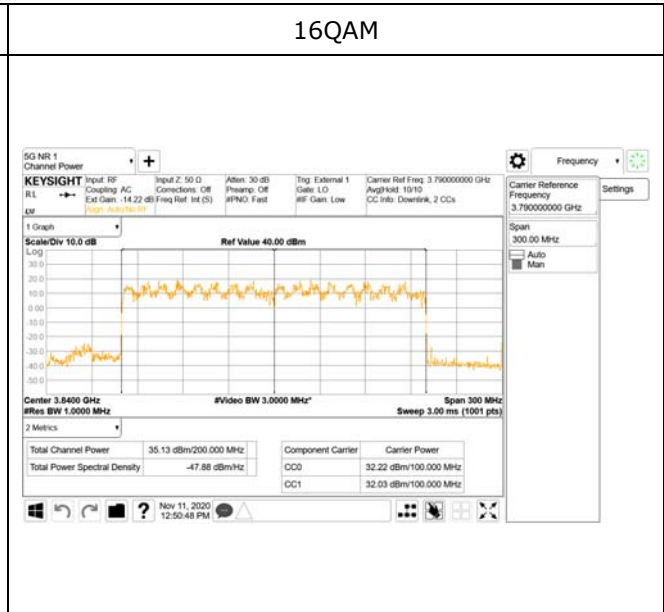 16QAM
5G NR 1
Channel Power
+
Frequency
KEYSIGHT
RL
Input: RF
Coupling: AC
Ext Gain: -14.22 dB
Align: Auto/No RF
Input Z: 50 Ω
Corrections: Off
Freq Ref: Int (S)
Atten: 30 dB
Preamp: Off
#PNO: Fast
Trig: External 1
Gate: LO
#IF Gain: Low
Carrier Ref Freq: 3.790000000 GHz
Avg|Hold: 10/10
CC Info: Downlink, 2 CCs
Carrier Reference
Frequency
3.790000000 GHz
Settings
Span
300.00 MHz
Auto
Man
1 Graph
Scale/Div 10.0 dB
Ref Value 40.00 dBm
Log
30.0
20.0
10.0
0.00
-10.0
-20.0
-30.0
-40.0
-50.0
Center 3.8400 GHz
#Video BW 3.0000 MHz*
Span 300 MHz
#Res BW 1.0000 MHz
Sweep 3.00 ms (1001 pts)
2 Metrics
Total Channel Power 35.13 dBm/200.000 MHz
Total Power Spectral Density -47.88 dBm/Hz
Component Carrier Carrier Power
CC0 32.22 dBm/100.000 MHz
CC1 32.03 dBm/100.000 MHz
?
Nov 11, 2020
12:50:48 PM